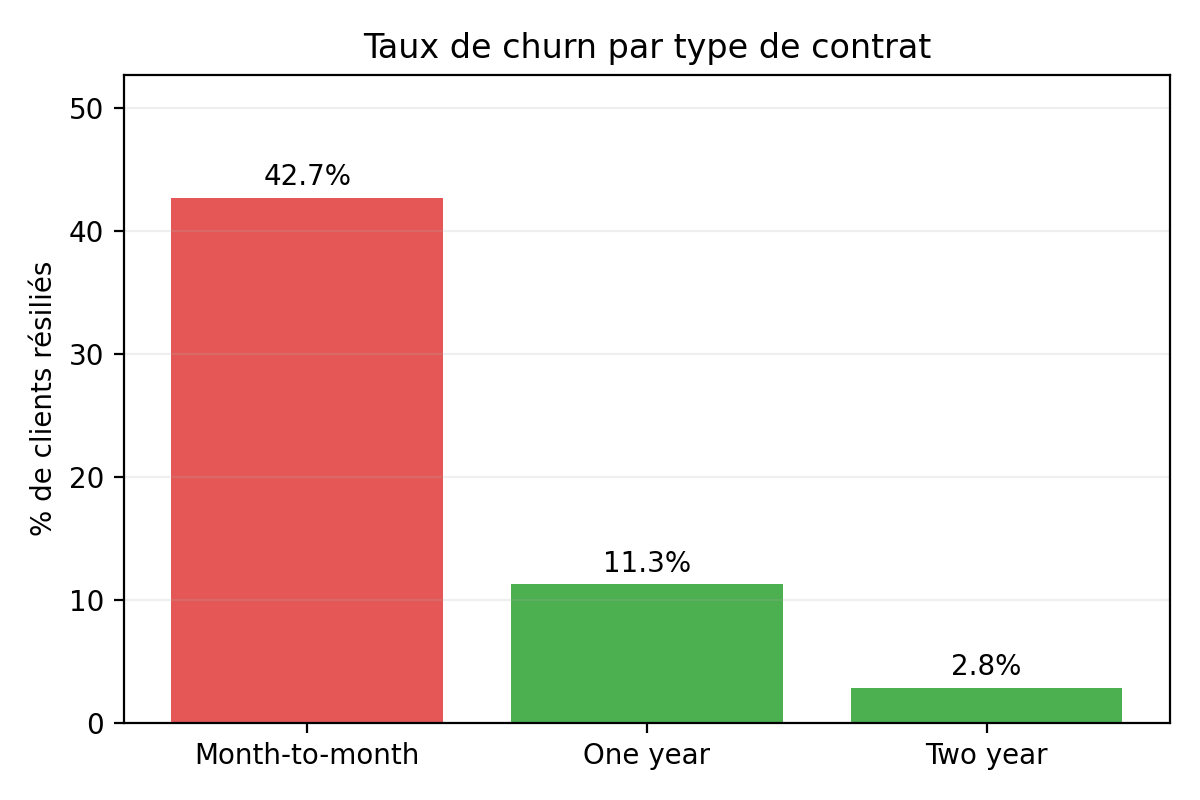 Taux de churn par type de contrat
% de clients résiliés
50
40
30
20
10
0
42.7%
11.3%
2.8%
Month-to-month
One year
Two year